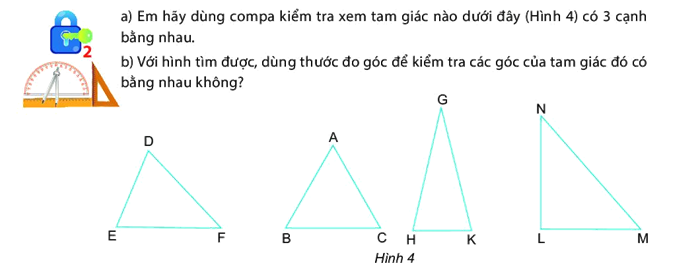 a) Em hãy dùng compa kiểm tra xem tam giác nào dưới đây (Hình 4) có 3 cạnh
bằng nhau.
2
b) Với hình tìm được, dùng thước đo góc để kiểm tra các góc của tam giác đó có
bằng nhau không?
G
N
D
A
E
F
B
C
H
K
L
M
Hình 4